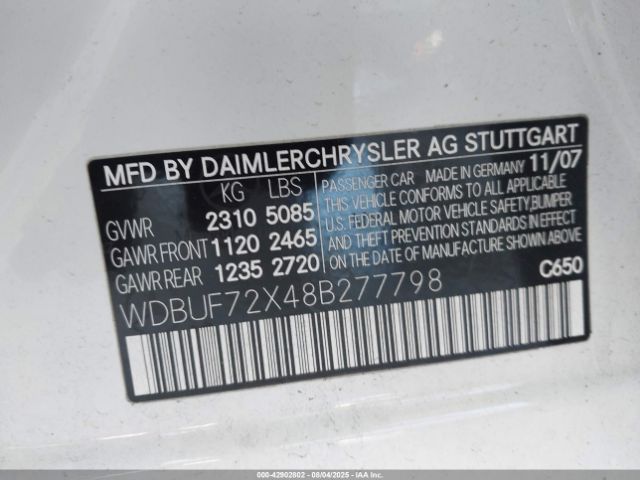 MFD BY DAIMLERCHRYSLER AG STUTTGART
KG LBS
GVWR 2310 5085
GAWR FRONT 1120 2465
GAWR REAR 1235 2720
PASSENGER CAR MADE IN GERMANY 11/07
THIS VEHICLE CONFORMS TO ALL APPLICABLE
U.S. FEDERAL MOTOR VEHICLE SAFETY,BUMPER
AND THEFT PREVENTION STANDARDS IN EFFECT
ON THE DATE OF MANUFACTURE SHOWN ABOVE.
WDBUF72X48B277798
C650
000-42902802 - 08/04/2025 - IAAI.COM